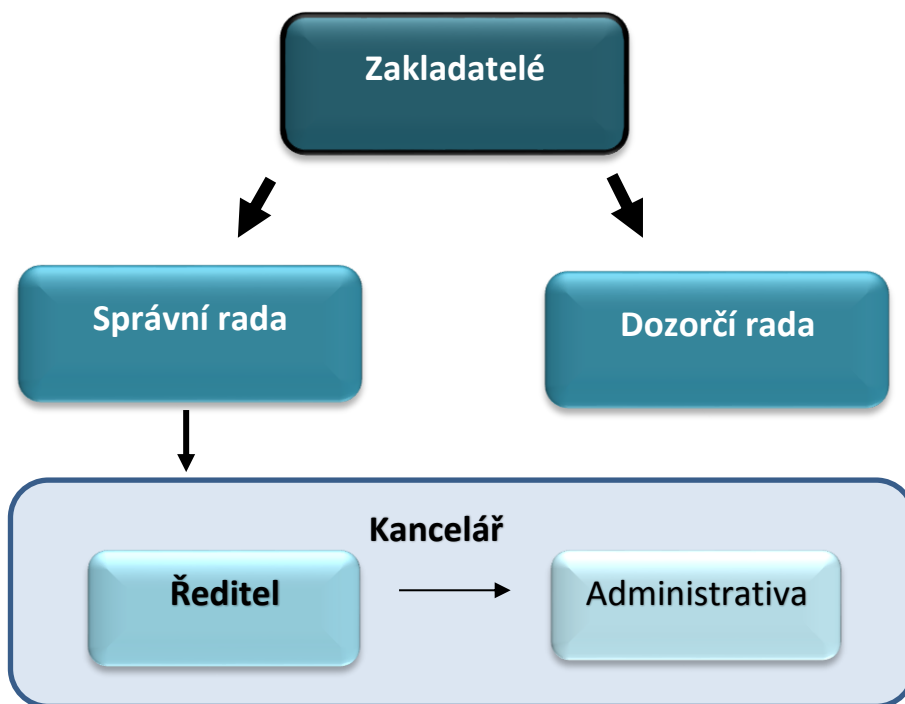 Zakladatelé
Správní rada
Dozorčí rada
Kancelář
Ředitel
Administrativa